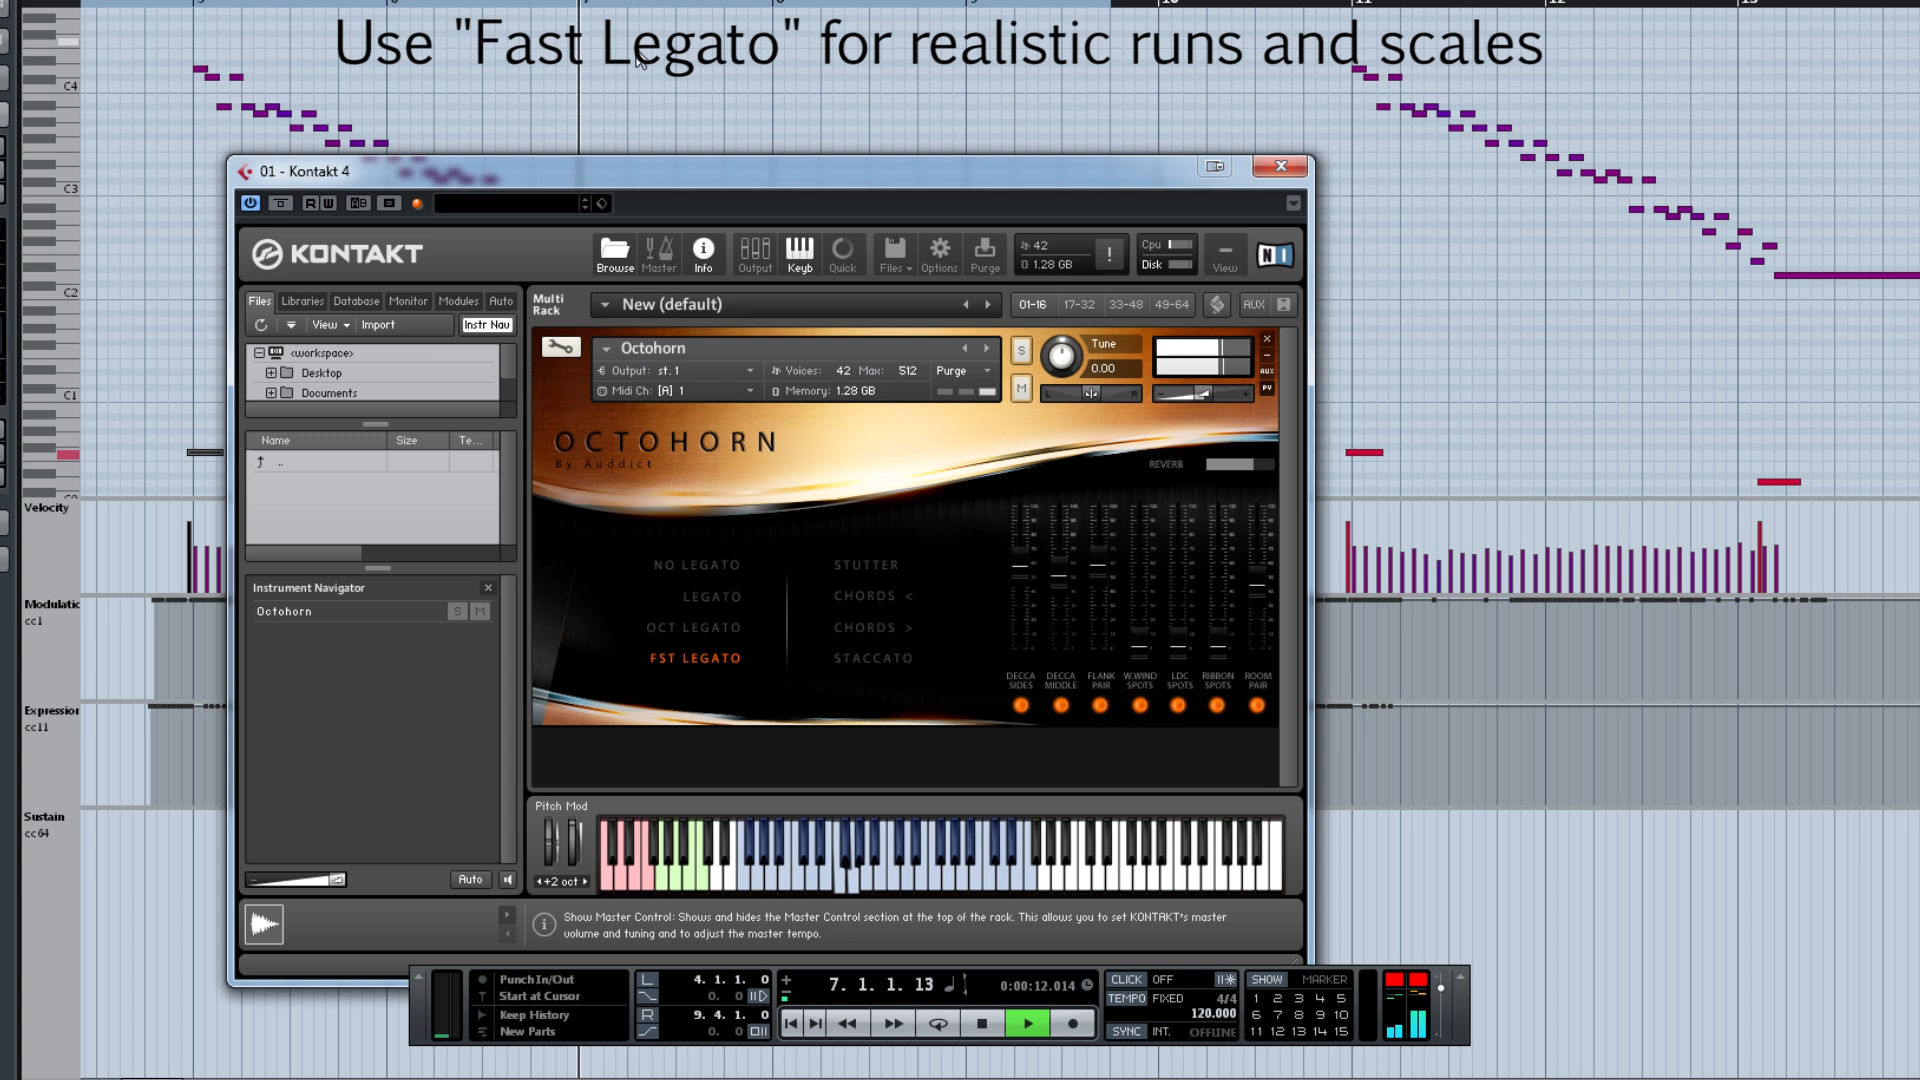 Use "Fast Legato" for realistic runs and scales
C4
C3
C2
C1
01 - Kontakt 4
R W
KONTAKT
Browse Master Info Output Keyb Quick Files Options Purge
42
1.28 GB
!
Cpu
Disk
View
NI
Files Libraries Database Monitor Modules Auto
View Import Instr Nav
<workspace>
Desktop
Documents
Name Size Te...
..
Multi
Rack
New (default)
01-16 17-32 33-48 49-64 AUX
Octohorn
Output: st. 1 Voices: 42 Max: 512 Purge
Midi Ch: [A] 1 Memory: 1.28 GB
S
M
Tune
0.00
L R
AUX
PV
OCTOHORN
By Auddict
REVERB
NO LEGATO STUTTER
LEGATO CHORDS <
OCT LEGATO CHORDS >
FST LEGATO STACCATO
DECCA SIDES
DECCA MIDDLE
FLANK PAIR
W.WIND SPOTS
LDC SPOTS
RIBBON SPOTS
ROOM PAIR
Instrument Navigator
Octohorn S M
Auto
Pitch Mod
+2 oct
Show Master Control: Shows and hides the Master Control section at the top of the rack. This allows you to set KONTAKT's master
volume and tuning and to adjust the master tempo.
Velocity
Modulatio
cc1
Expression
cc11
Sustain
cc64
Punch In/Out
Start at Cursor
Keep History
New Parts
L 4. 1. 1. 0
0. 0
R 9. 4. 1. 0
0. 0
7. 1. 1. 13
0:00:12.014
CLICK OFF
TEMPO FIXED 4/4
120.000
SYNC INT. OFFLINE
SHOW MARKER
1 2 3 4 5
6 7 8 9 10
11 12 13 14 15